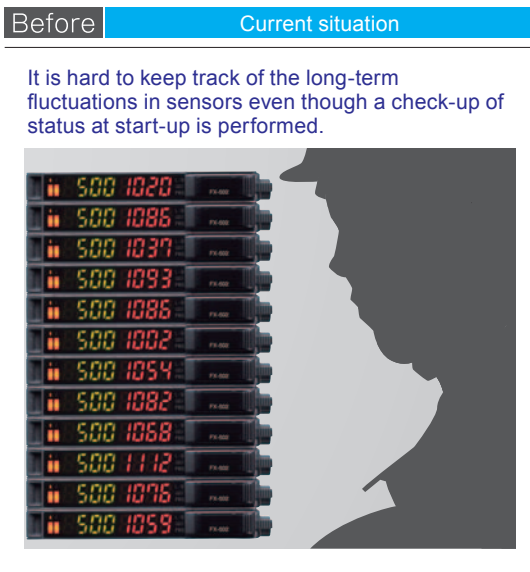 Before
Current situation
It is hard to keep track of the long-term
fluctuations in sensors even though a check-up of
status at start-up is performed.
500 1020
500 1086
500 1037
500 1093
500 1086
500 1002
500 1054
500 1082
500 1068
500 1112
500 1076
500 1059